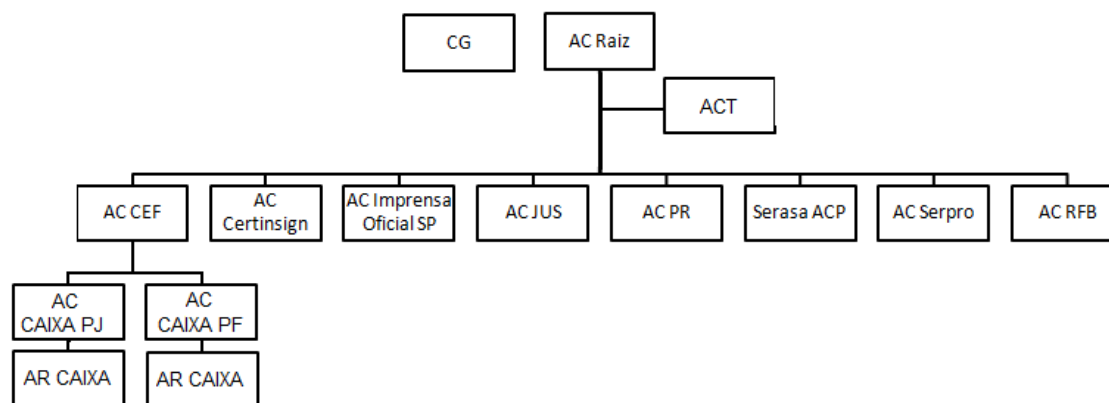 CG
AC Raiz
ACT
AC CEF
AC
Certinsign
AC Imprensa
Oficial SP
AC JUS
AC PR
Serasa ACP
AC Serpro
AC RFB
AC
CAIXA PJ
AC
CAIXA PF
AR CAIXA
AR CAIXA